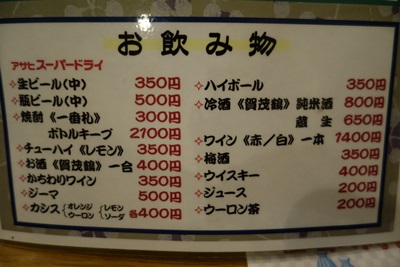 お飲み物
アサヒスーパードライ
生ビール(中) 350円
瓶ビール(中) 500円
焼酎《一番札》 300円
ボトルキープ 2100円
チューハイ《レモン》 350円
お酒《賀茂鶴》一合 400円
かちわりワイン 350円
ジーマ 500円
カシス{オレンジ ウーロン{レモン ソーダ 各400円
ハイボール 350円
冷酒《賀茂鶴》純米酒 800円
蔵生 650円
ワイン《赤/白》一本 1400円
梅酒 350円
ウイスキー 400円
ジュース 200円
ウーロン茶 200円